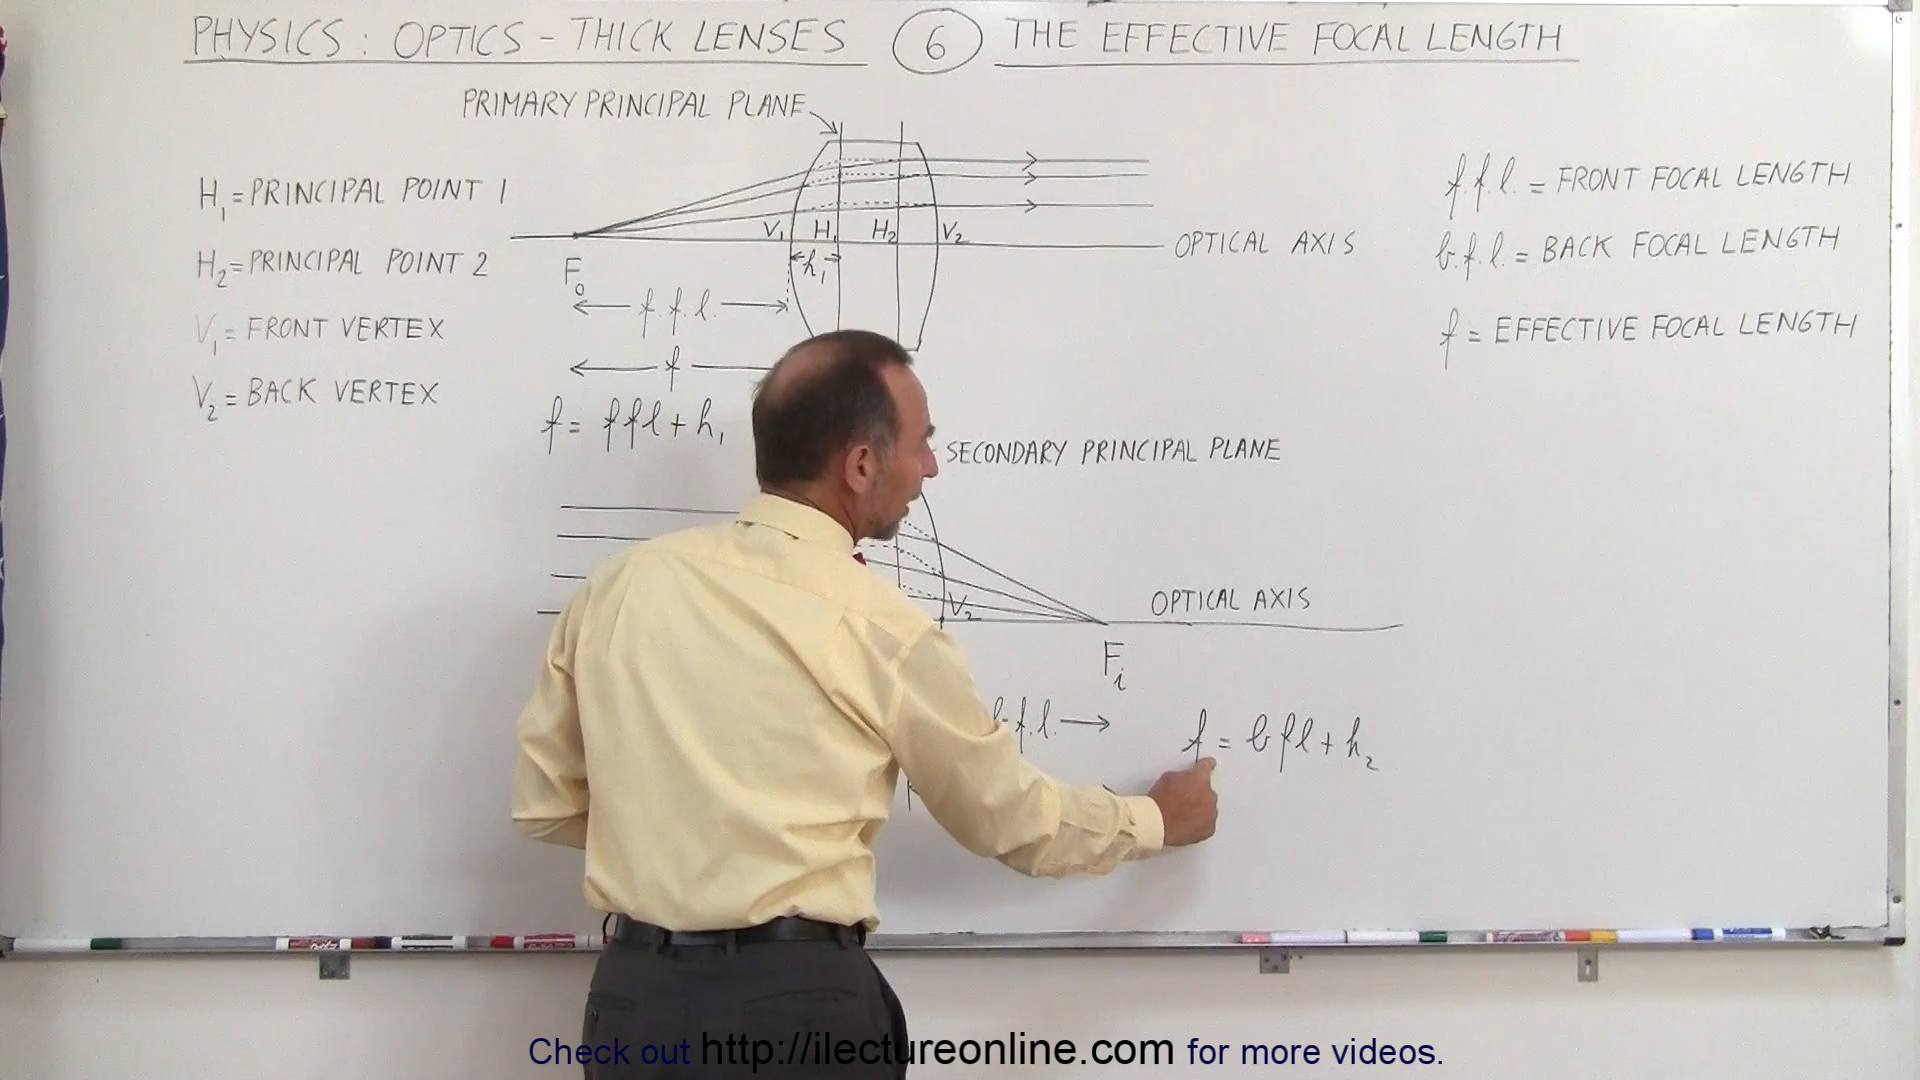 PHYSICS: OPTICS - THICK LENSES 6 THE EFFECTIVE FOCAL LENGTH
PRIMARY PRINCIPAL PLANE
H1 = PRINCIPAL POINT 1
H2 = PRINCIPAL POINT 2
V1 = FRONT VERTEX
V2 = BACK VERTEX
V1 H1 H2 V2
OPTICAL AXIS
h1
Fo
f.f.l.
f
f = ffl + h1
f.f.l. = FRONT FOCAL LENGTH
b.f.l. = BACK FOCAL LENGTH
f = EFFECTIVE FOCAL LENGTH
SECONDARY PRINCIPAL PLANE
V2
OPTICAL AXIS
Fi
b.f.l.
f = bfl + h2
Check out http://ilectureonline.com for more videos.